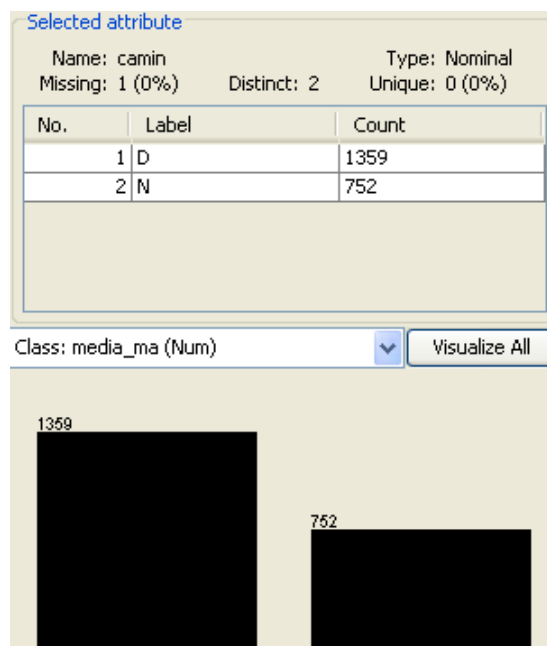 Selected attribute
Name: camin Type: Nominal
Missing: 1 (0%) Distinct: 2 Unique: 0 (0%)
No. Label Count
1 D 1359
2 N 752
Class: media_ma (Num) Visualize All
1359
752